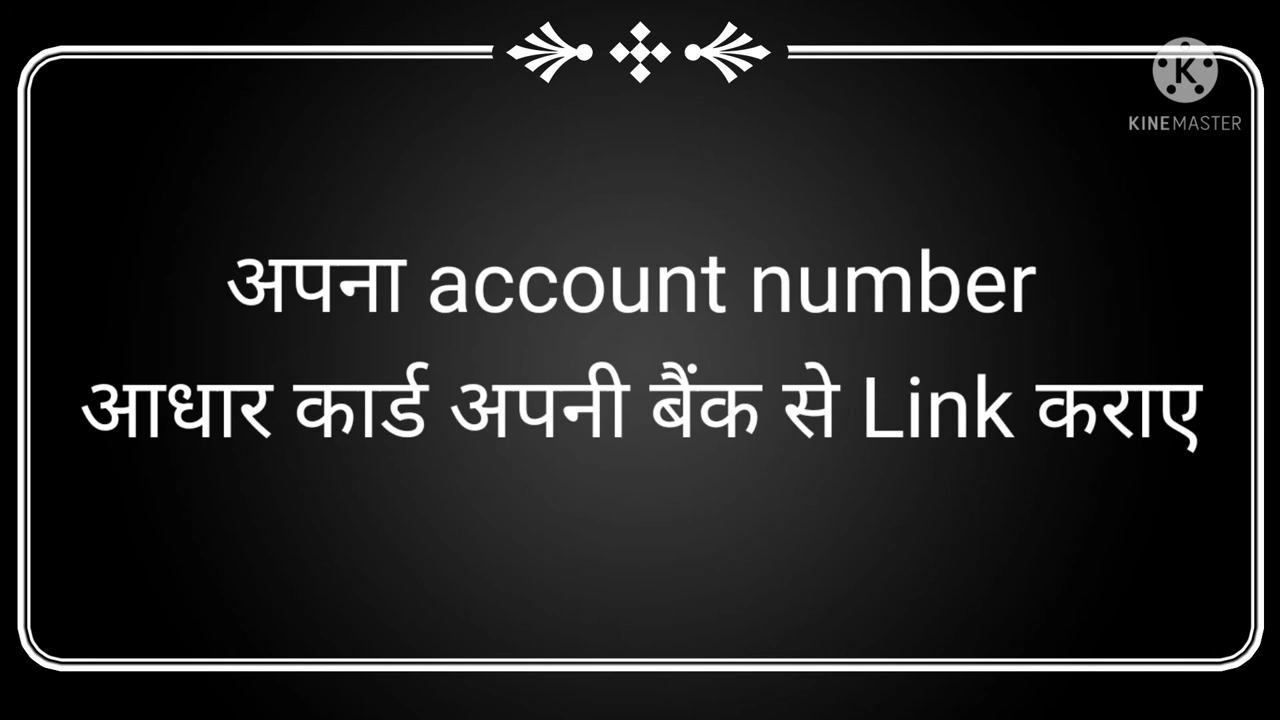 K
KINEMASTER
अपना account number
आधार कार्ड अपनी बैंक से Link कराए